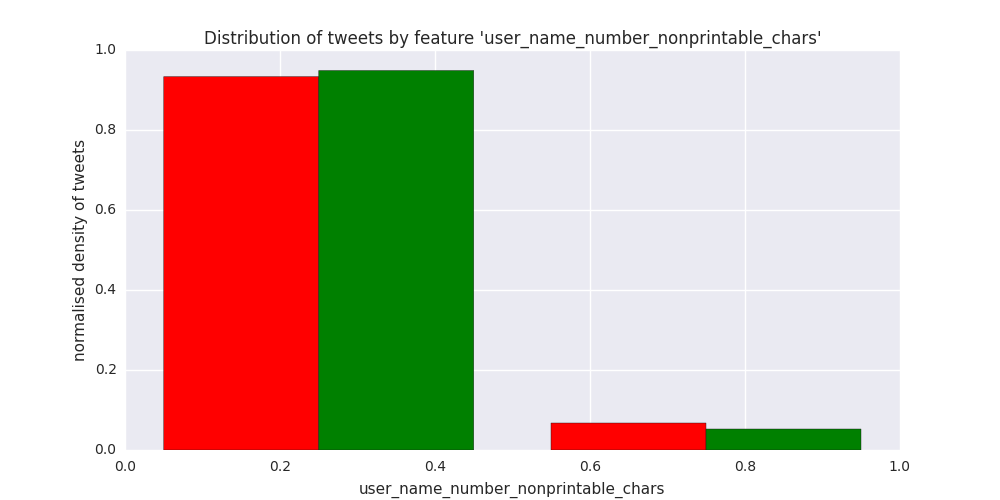 Distribution of tweets by feature 'user_name_number_nonprintable_chars'
1.0
0.8
0.6
0.4
0.2
0.0
normalised density of tweets
0.0 0.2 0.4 0.6 0.8 1.0
user_name_number_nonprintable_chars